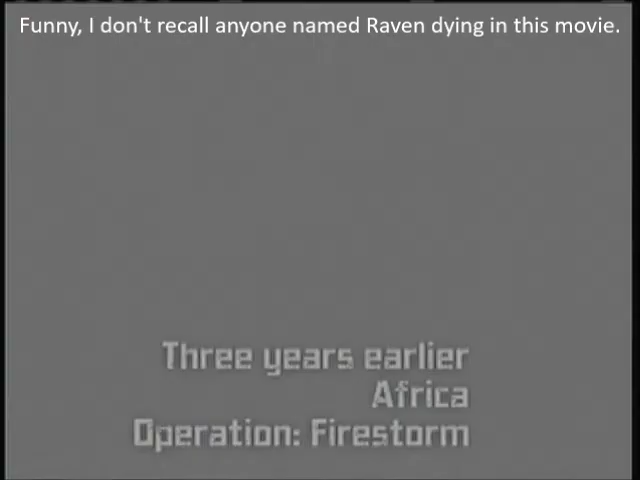 Funny, I don't recall anyone named Raven dying in this movie.
Three years earlier
Africa
Operation: Firestorm